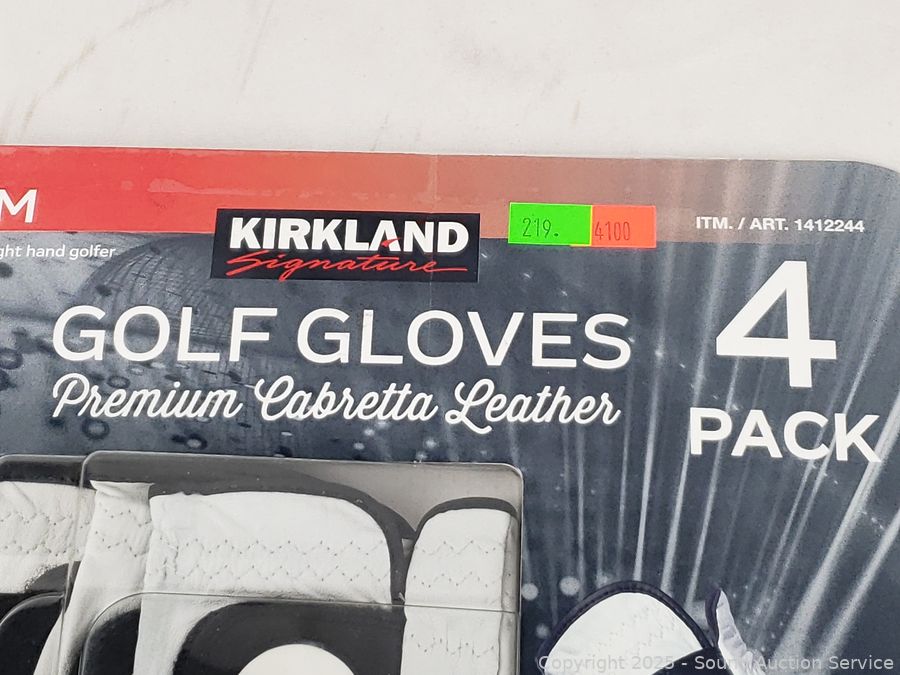 M
ght hand golfer
KIRKLAND
Signature
219.
4100
ITM. / ART. 1412244
GOLF GLOVES
Premium Cabretta Leather
4
PACK
Copyright 2025 - Sound Auction Service